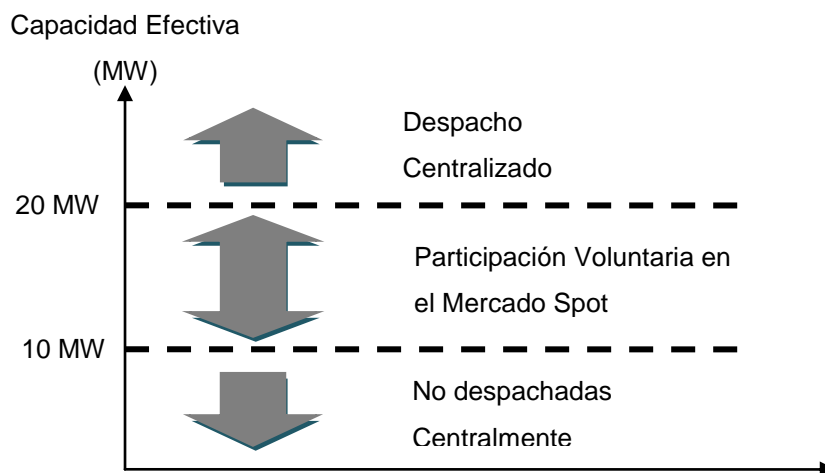 Capacidad Efectiva
(MW)
Despacho
Centralizado
20 MW
Participación Voluntaria en
el Mercado Spot
10 MW
No despachadas
Centralmente